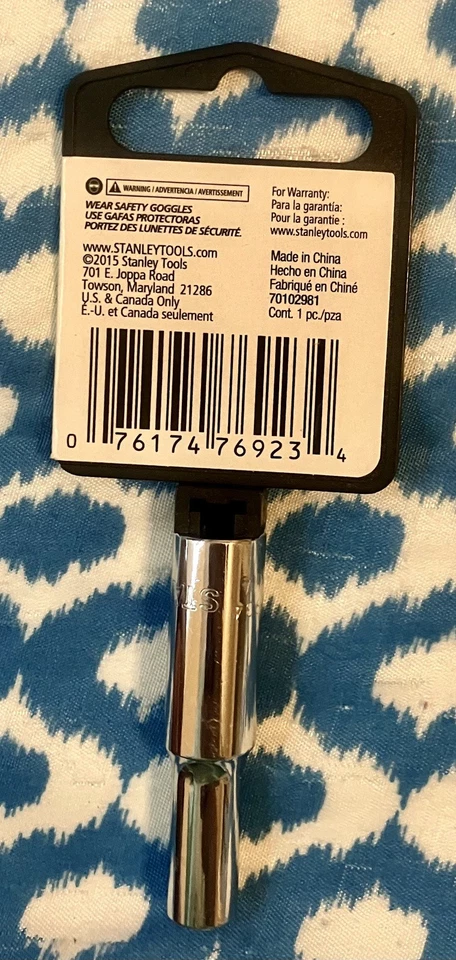 WARNING / ADVERTENCIA / AVERTISSEMENT
WEAR SAFETY GOGGLES
USE GAFAS PROTECTORAS
PORTEZ DES LUNETTES DE SÉCURITÉ.
www.STANLEYTOOLS.com
©2015 Stanley Tools
701 E. Joppa Road
Towson, Maryland 21286
U.S. & Canada Only
É.-U. et Canada seulement
For Warranty:
Para la garantía:
Pour la garantie :
www.stanleytools.com
Made in China
Hecho en China
Fabriqué en Chiné
70102981
Cont. 1 pc./pza
0 76174 76923 4